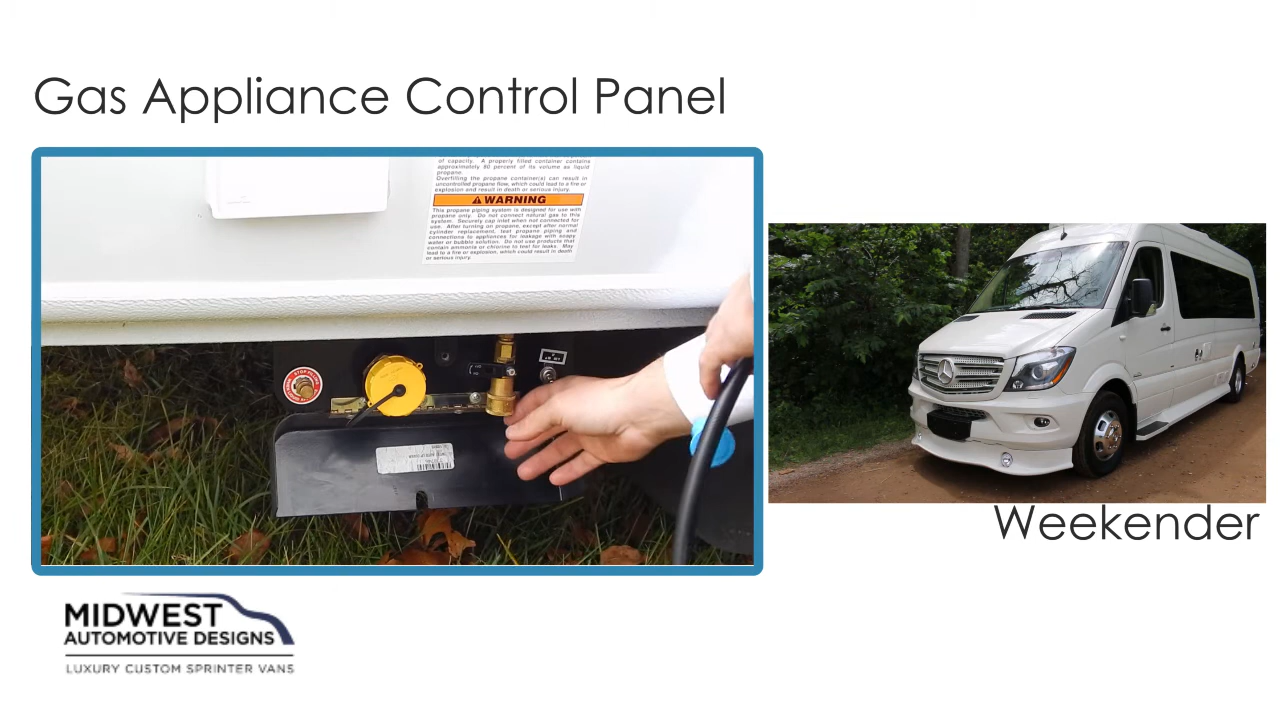 Gas Appliance Control Panel
of capacity. A properly filled container contains
approximately 80 percent of its volume as liquid
propane.
Overfilling the propane container(s) can result in
uncontrolled propane flow, which could lead to a fire or
explosion and result in death or serious injury.
WARNING
This propane piping system is designed for use with
propane only. Do not connect natural gas to this
system. Securely cap inlet when not connected for
use. After turning on propane, except after normal
cylinder replacement, test propane piping and
connections to appliances for leakage with soapy
water or bubble solution. Do not use products that
contain ammonia or chlorine to test for leaks. May
lead to a fire or explosion, which could result in death
or serious injury.
Weekender
MIDWEST
AUTOMOTIVE DESIGNS
LUXURY CUSTOM SPRINTER VANS